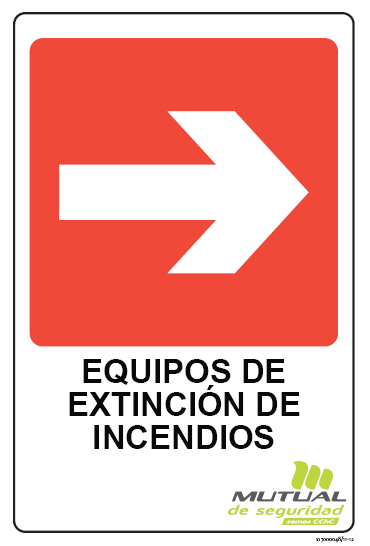 EQUIPOS DE
EXTINCIÓN DE
INCENDIOS
MUTUAL
de seguridad